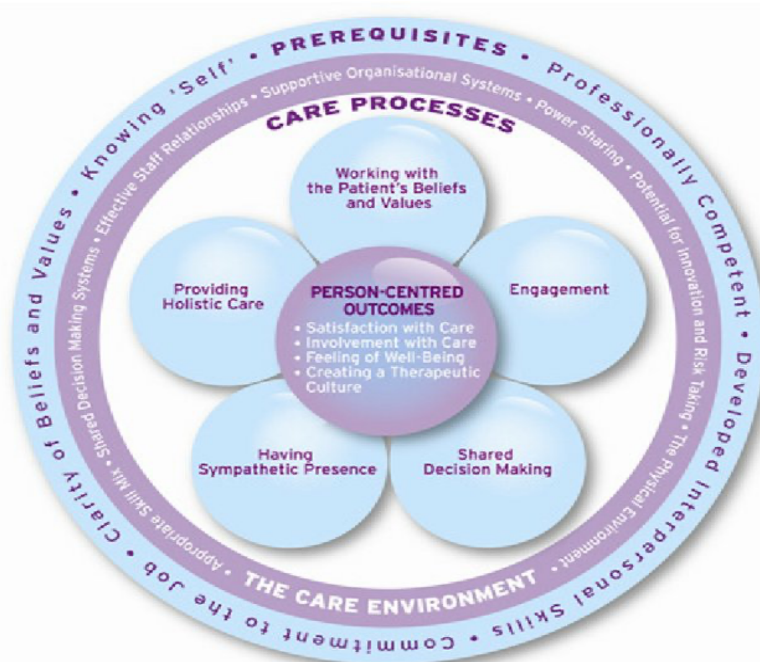 PREREQUISITES • Professionally Competent • Developed Interpersonal Skills • Commitment to the Job • Clarity of Beliefs and Values • Knowing 'Self' •
Supportive Organisational Systems • Power Sharing • Potential for Innovation and Risk Taking • The Physical Environment •
THE CARE ENVIRONMENT
• Appropriate Skill Mix • Shared Decision Making Systems • Effective Staff Relationships •
CARE PROCESSES
Working with
the Patient's Beliefs
and Values
Providing
Holistic Care
Engagement
PERSON-CENTRED
OUTCOMES
• Satisfaction with Care
• Involvement with Care
• Feeling of Well-Being
• Creating a Therapeutic
Culture
Having
Sympathetic Presence
Shared
Decision Making